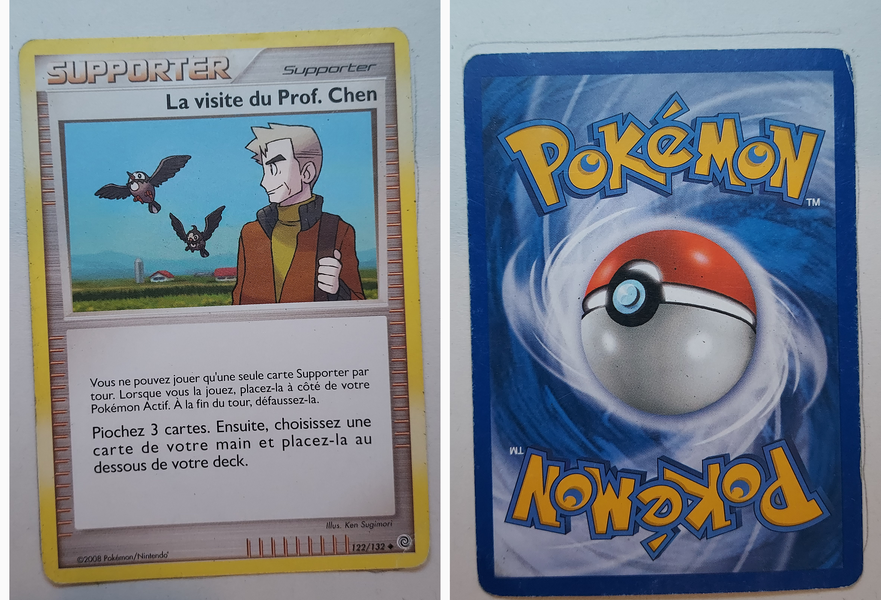 SUPPORTER
Supporter
La visite du Prof. Chen
Vous ne pouvez jouer qu'une seule carte Supporter par
tour. Lorsque vous la jouez, placez-la à côté de votre
Pokémon Actif. À la fin du tour, défaussez-la.
Piochez 3 cartes. Ensuite, choisissez une
carte de votre main et placez-la au
dessous de votre deck.
Illus. Ken Sugimori
©2008 Pokémon/Nintendo
122/132
POKéMON
TM
TM
POKéMON